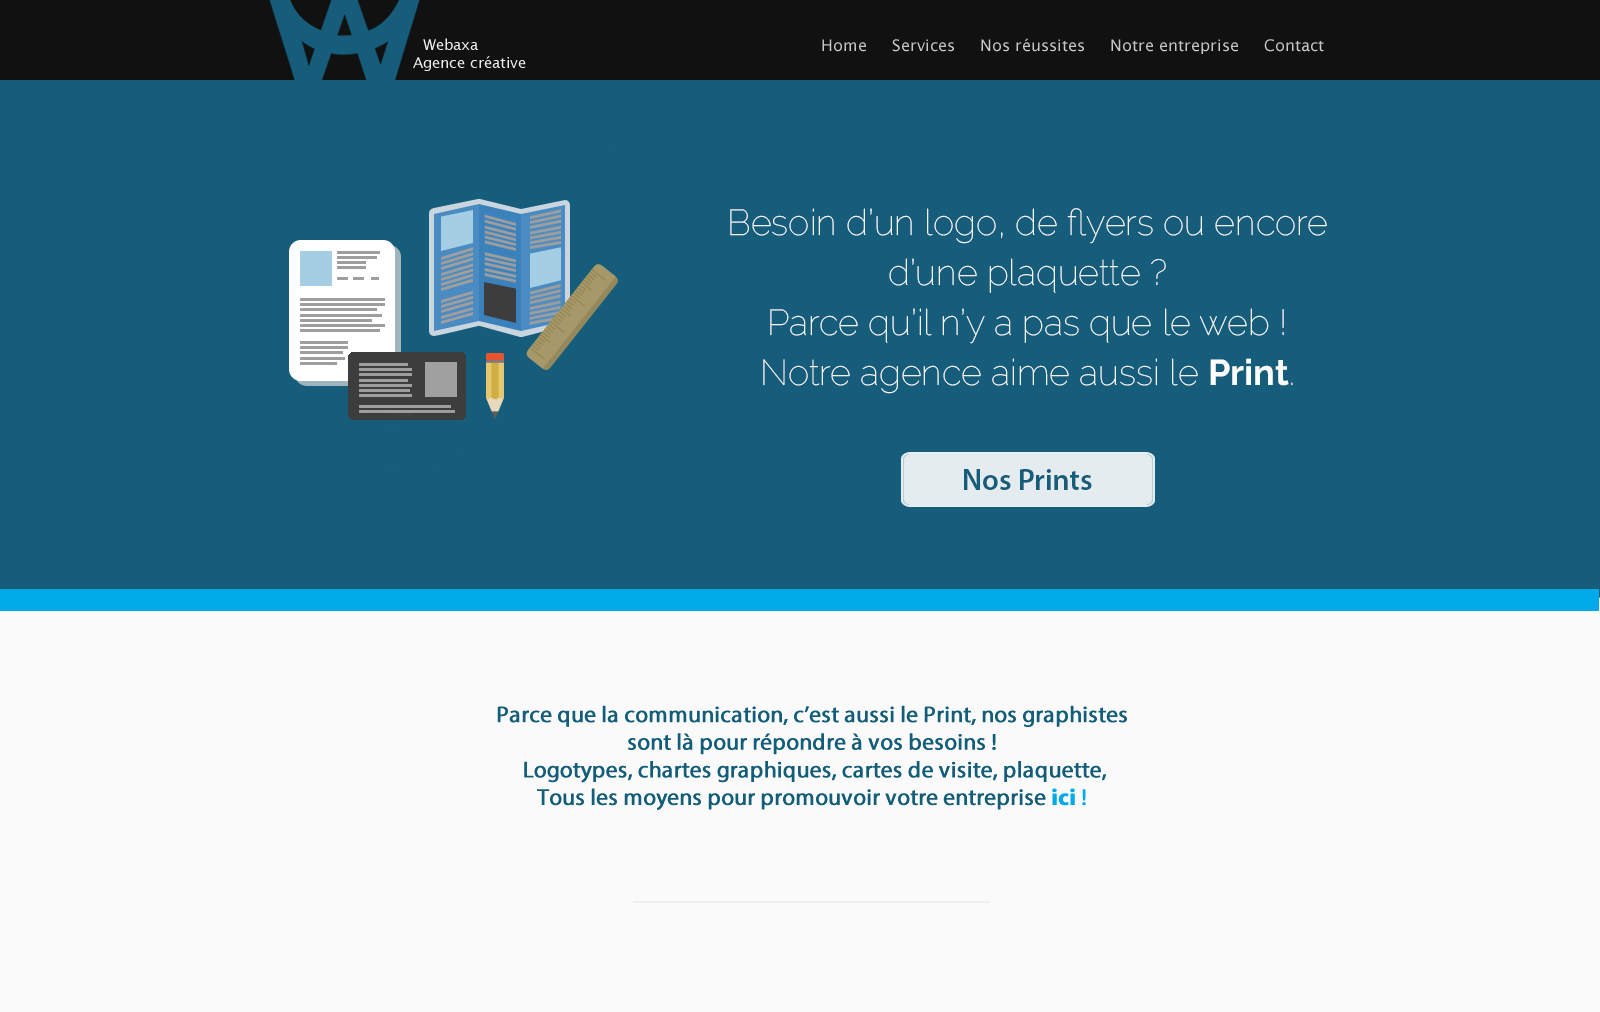 Webaxa
Agence créative
Home Services Nos réussites Notre entreprise Contact
Besoin d’un logo, de flyers ou encore
d’une plaquette ?
Parce qu’il n’y a pas que le web !
Notre agence aime aussi le Print.
Nos Prints
Parce que la communication, c’est aussi le Print, nos graphistes
sont là pour répondre à vos besoins !
Logotypes, chartes graphiques, cartes de visite, plaquette,
Tous les moyens pour promouvoir votre entreprise ici !